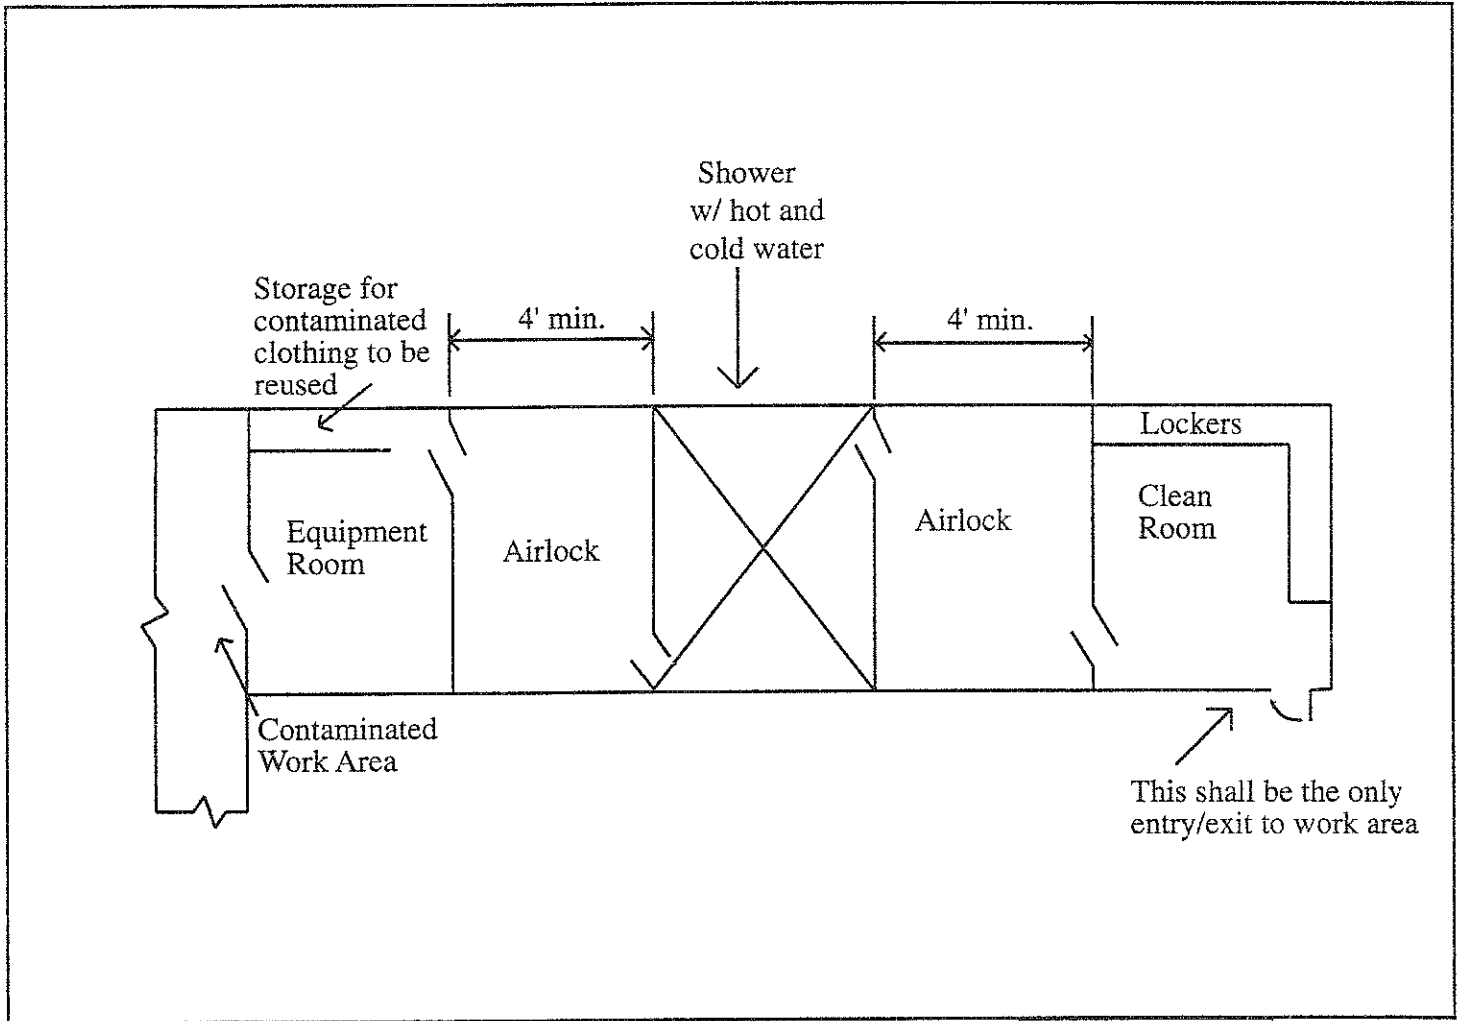 Shower
w/ hot and
cold water
Storage for
contaminated
clothing to be
reused
4' min.
4' min.
Lockers
Equipment
Room
Airlock
Airlock
Clean
Room
Contaminated
Work Area
This shall be the only
entry/exit to work area